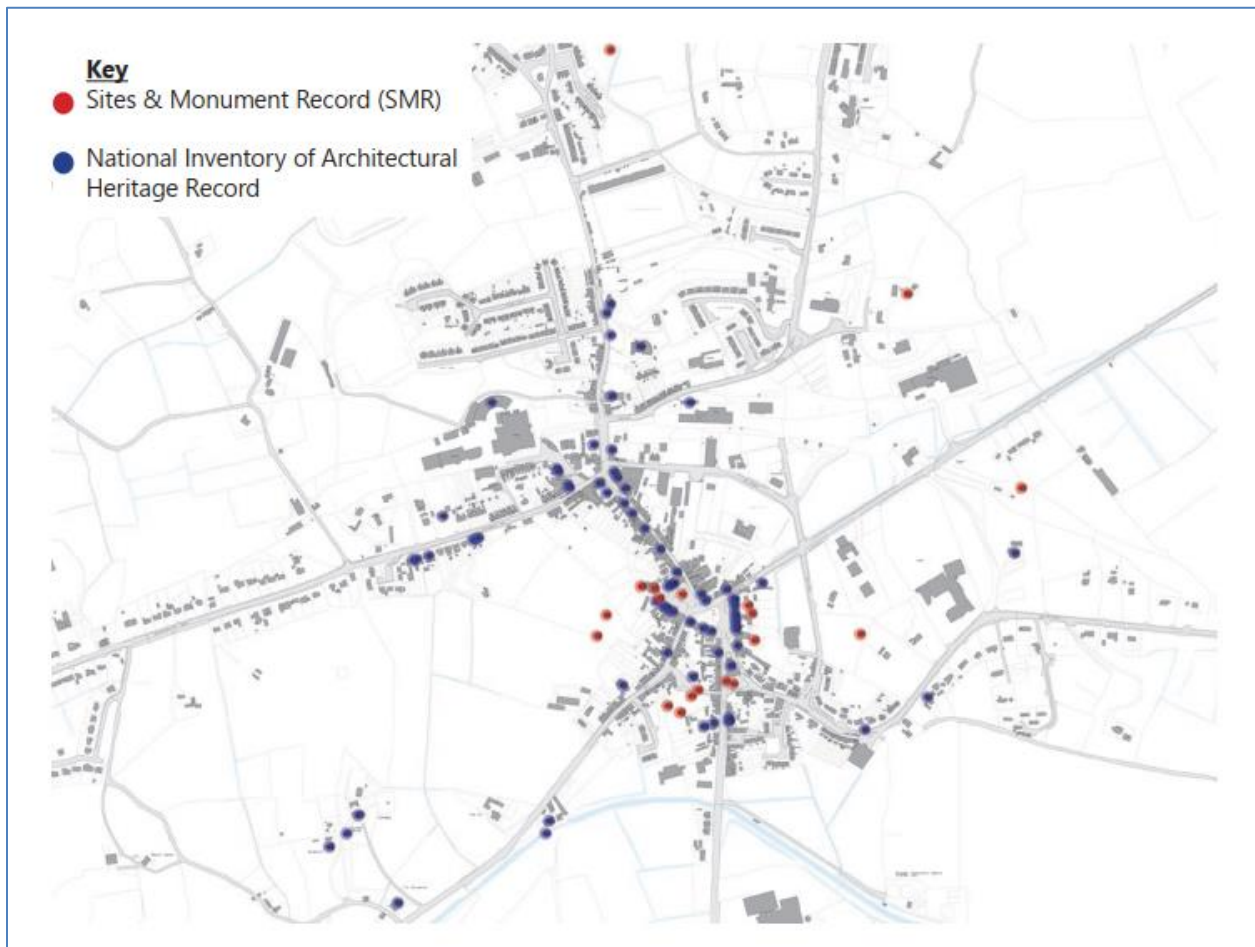 Key
Sites & Monument Record (SMR)
National Inventory of Architectural
Heritage Record